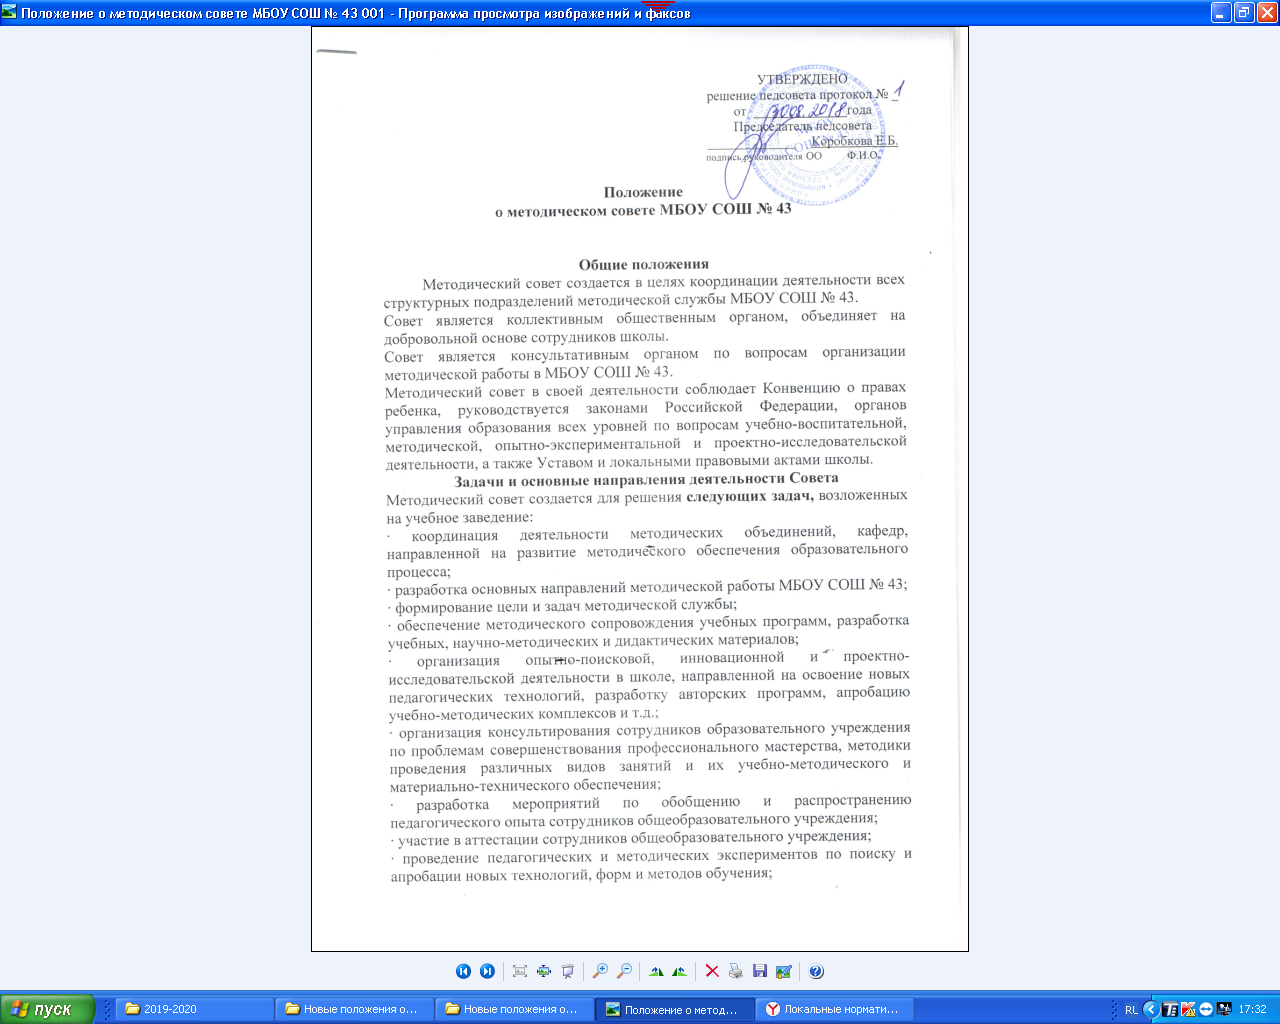 Положение о методическом совете МБОУ СОШ № 43 001 - Программа просмотра изображений и факсов
УТВЕРЖДЕНО
решение педсовета протокол № 1
от 30 08. 2018 года
Председатель педсовета
МБОУ
СОШ № 43
Коробкова Е.Б.
подпись руководителя ОО Ф.И.О.
Положение
о методическом совете МБОУ СОШ № 43
Общие положения
Методический совет создается в целях координации деятельности всех
структурных подразделений методической службы МБОУ СОШ № 43.
Совет является коллективным общественным органом, объединяет на
добровольной основе сотрудников школы.
Совет является консультативным органом по вопросам организации
методической работы в МБОУ СОШ № 43.
Методический совет в своей деятельности соблюдает Конвенцию о правах
ребенка, руководствуется законами Российской Федерации, органов
управления образования всех уровней по вопросам учебно-воспитательной,
методической, опытно-экспериментальной и проектно-исследовательской
деятельности, а также Уставом и локальными правовыми актами школы.
Задачи и основные направления деятельности Совета
Методический совет создается для решения следующих задач, возложенных
на учебное заведение:
· координация деятельности методических объединений, кафедр,
направленной на развитие методического обеспечения образовательного
процесса;
· разработка основных направлений методической работы МБОУ СОШ № 43;
· формирование цели и задач методической службы;
· обеспечение методического сопровождения учебных программ, разработка
учебных, научно-методических и дидактических материалов;
· организация опытно-поисковой, инновационной и проектно-
исследовательской деятельности в школе, направленной на освоение новых
педагогических технологий, разработку авторских программ, апробацию
учебно-методических комплексов и т.д.;
· организация консультирования сотрудников образовательного учреждения
по проблемам совершенствования профессионального мастерства, методики
проведения различных видов занятий и их учебно-методического и
материально-технического обеспечения;
· разработка мероприятий по обобщению и распространению
педагогического опыта сотрудников общеобразовательного учреждения;
· участие в аттестации сотрудников общеобразовательного учреждения;
· проведение педагогических и методических экспериментов по поиску и
апробации новых технологий, форм и методов обучения;
пуск
2019-2020
Новые положения о...
Новые положения о...
Положение о метод...
Локальные нормати...
RL
17:32